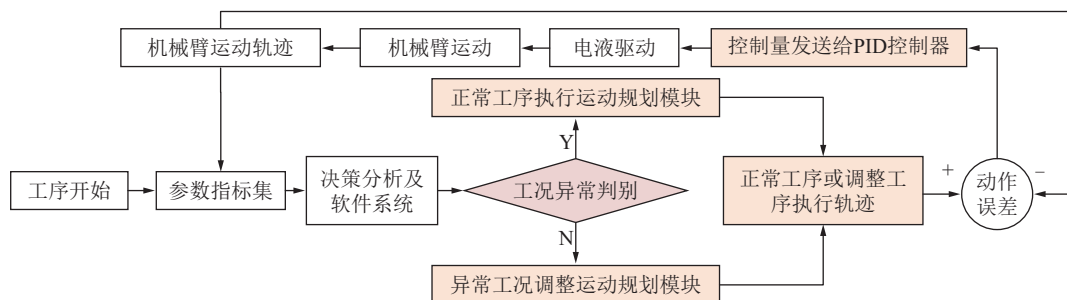 机械臂运动轨迹
机械臂运动
电液驱动
控制量发送给PID控制器
正常工序执行运动规划模块
Y
工序开始
参数指标集
决策分析及
软件系统
工况异常判别
正常工序或调整工
序执行轨迹
+
动作
误差
−
N
异常工况调整运动规划模块